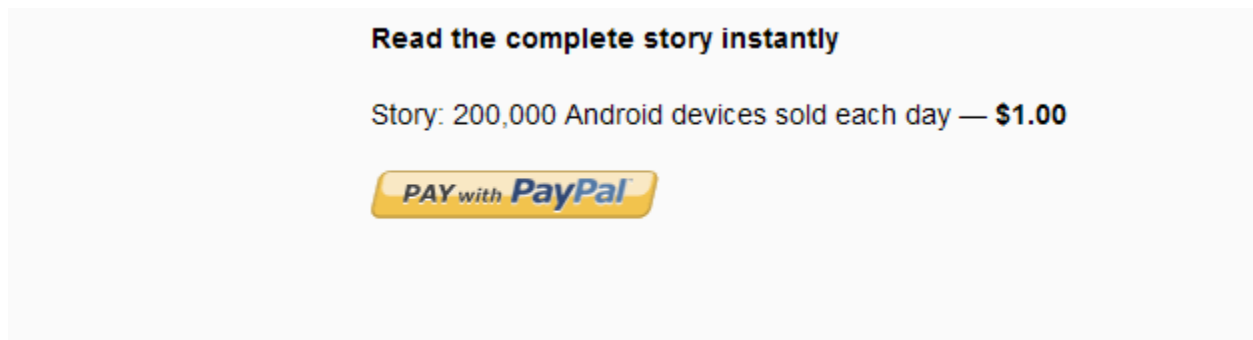 Read the complete story instantly
Story: 200,000 Android devices sold each day — $1.00
PAY with PayPal